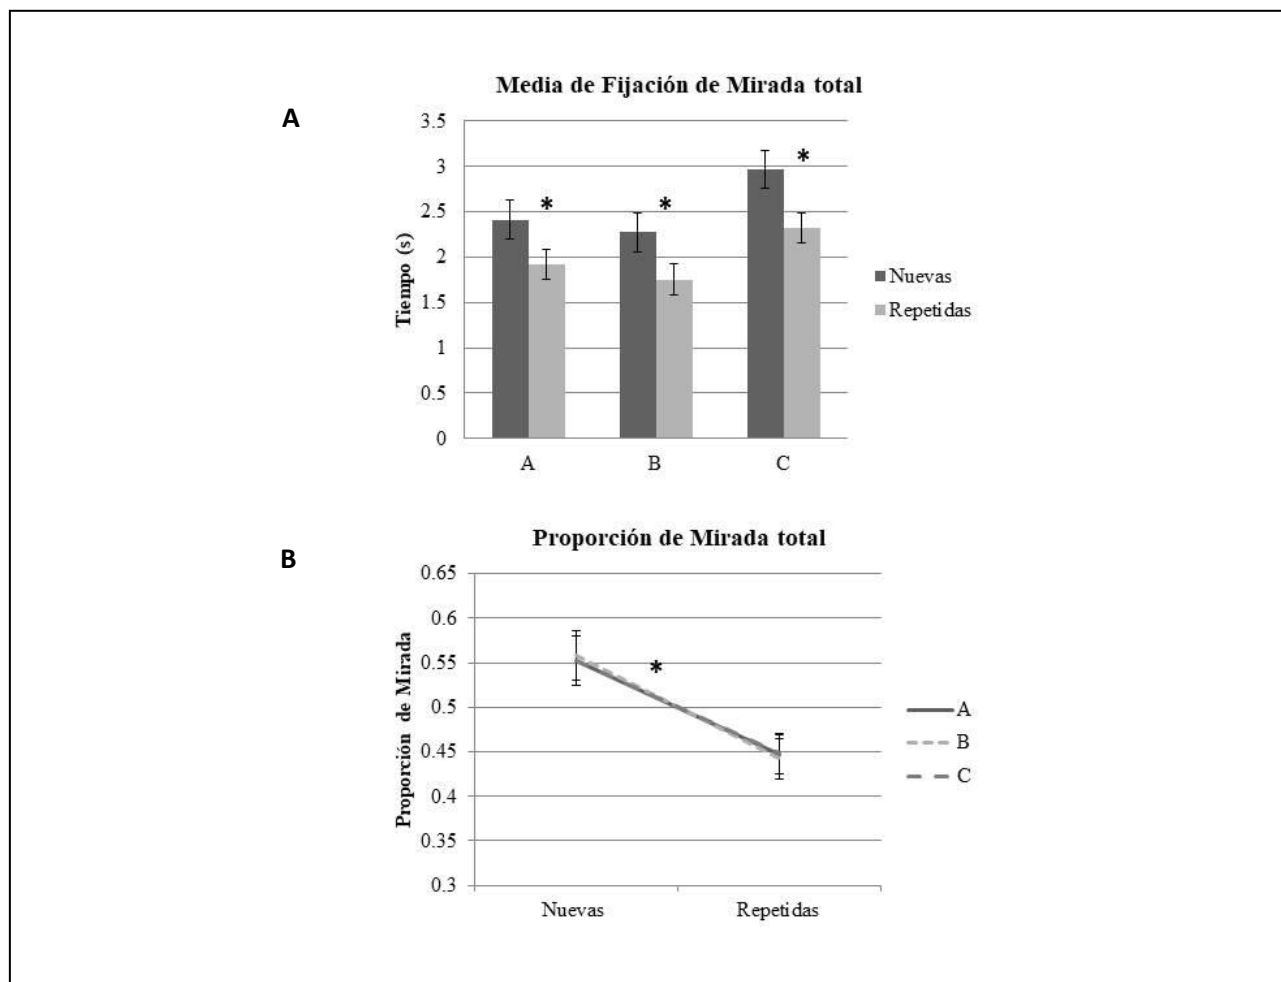 Media de Fijación de Mirada total
A
3.5
3
2.5
2
1.5
1
0.5
0
Tiempo (s)
*
*
*
A B C
Nuevas
Repetidas
Proporción de Mirada total
B
0.65
0.6
0.55
0.5
0.45
0.4
0.35
0.3
Proporción de Mirada
*
Nuevas Repetidas
A
B
C